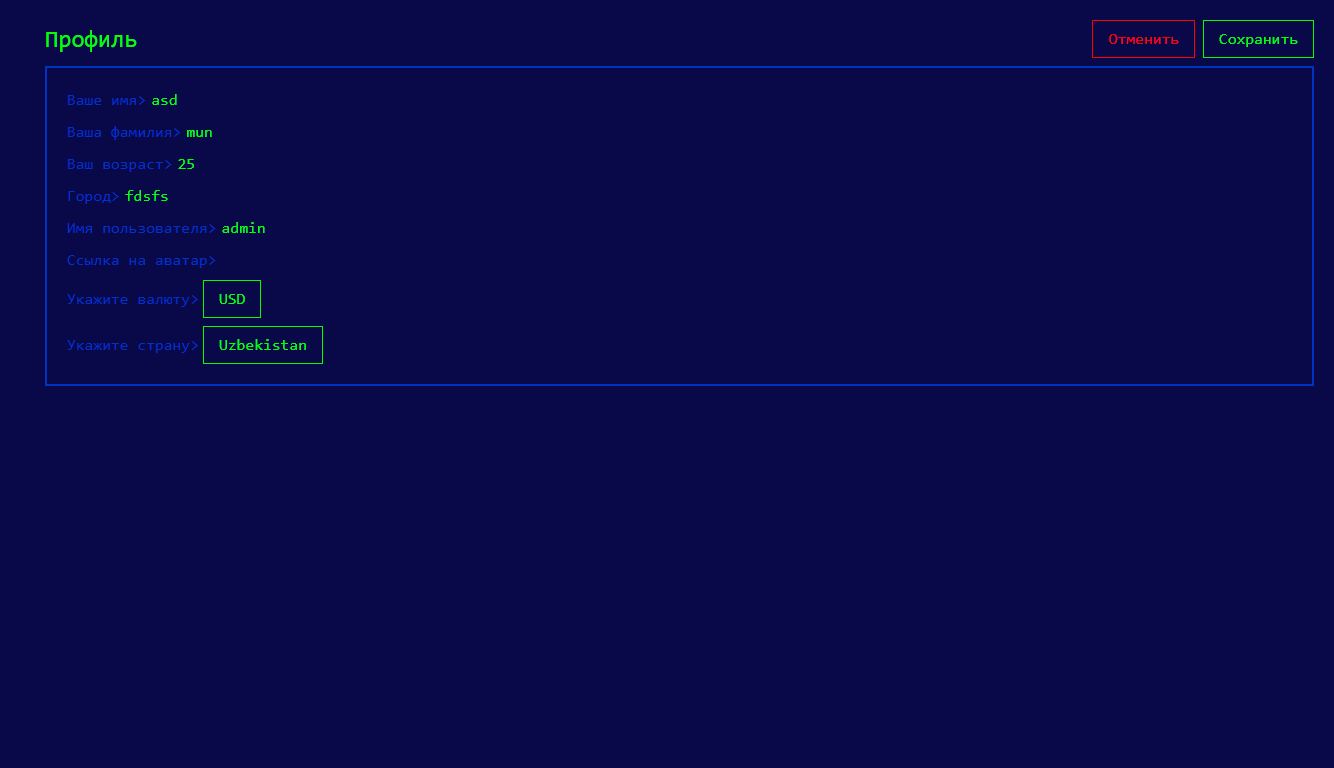 Профиль
Отменить Сохранить
Ваше имя> asd
Ваша фамилия> mun
Ваш возраст> 25
Город> fdsfs
Имя пользователя> admin
Ссылка на аватар>
Укажите валюту> USD
Укажите страну> Uzbekistan